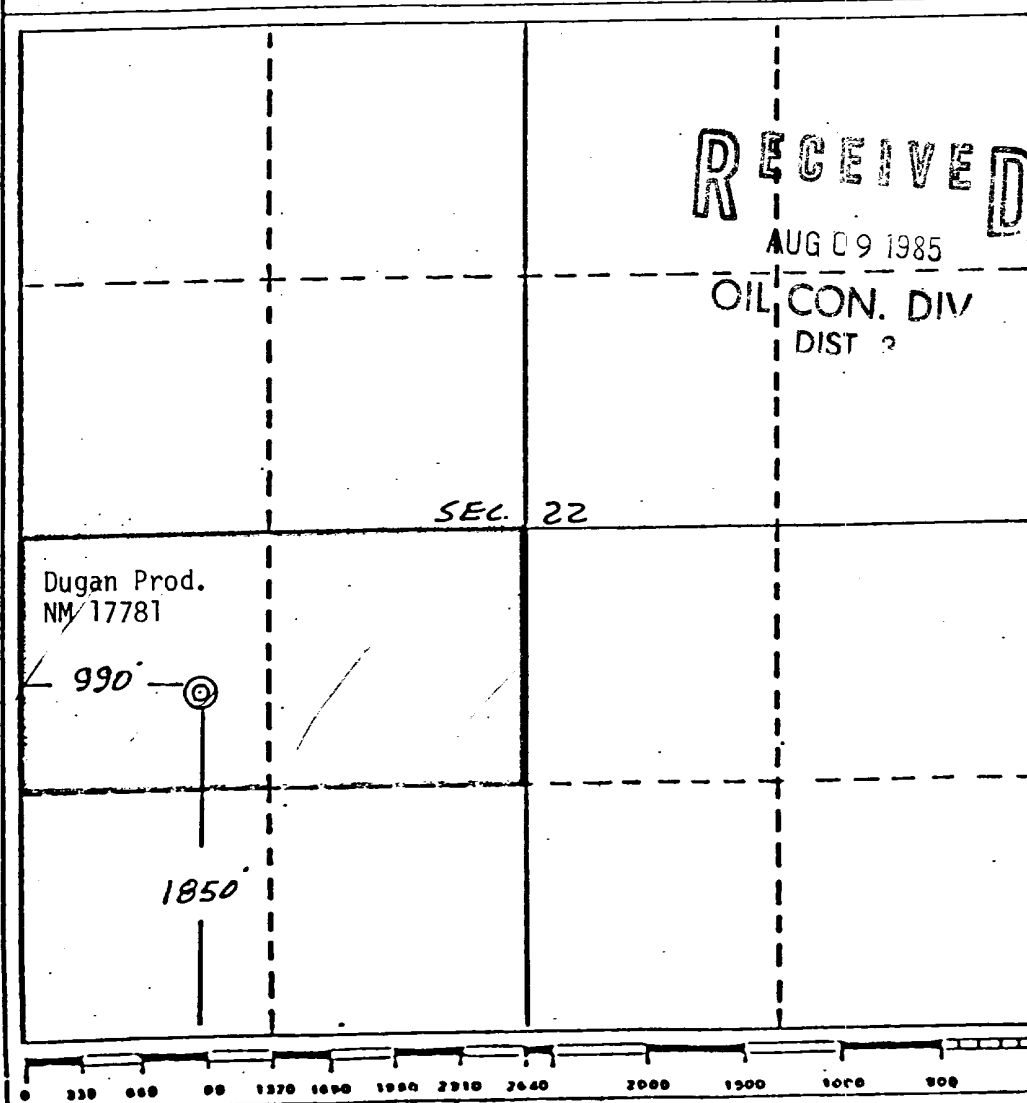 RECEIVED
AUG 09 1985
OIL CON. DIV
DIST
SEC. 22
Dugan Prod.
NM 17781
990'
1850'
0 330 660 1320 1650 1980 2310 2640 2000 1500 1000